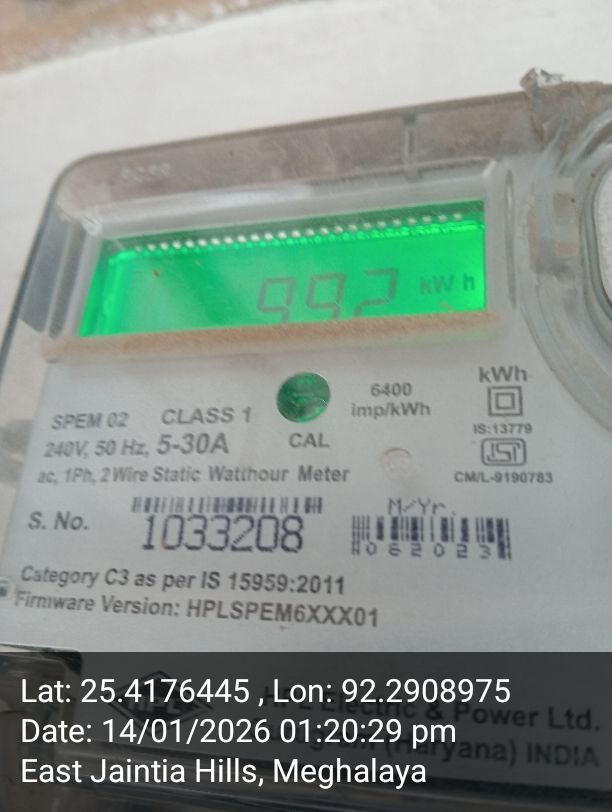 992 kWh
kWh
SPEM 02 CLASS 1
6400
imp/kWh
240V, 50 Hz, 5-30A
CAL
IS:13779
ac, 1Ph, 2Wire Static Watthour Meter
CM/L-9190783
M/Yr.
S. No. 1033208
062023
Category C3 as per IS 15959:2011
Firmware Version: HPLSPEM6XXX01
Lat: 25.4176445 , Lon: 92.2908975
& Power Ltd.
Date: 14/01/2026 01:20:29 pm
(Haryana) INDIA
East Jaintia Hills, Meghalaya